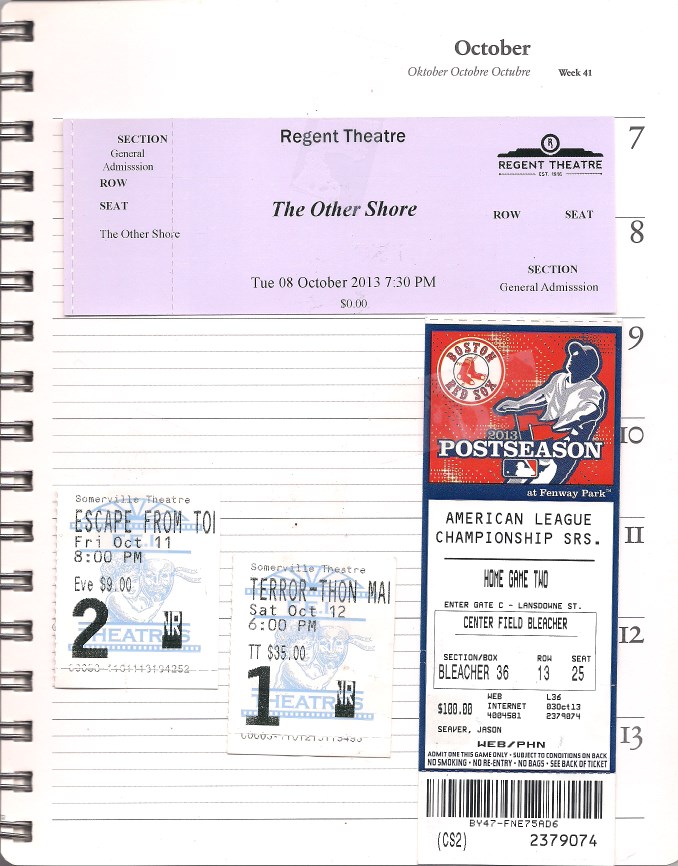 October
Oktober Octobre Octubre Week 41
7
8
9
10
11
12
13
SECTION
General
Admisssion
ROW
SEAT
The Other Shore
Regent Theatre
The Other Shore
Tue 08 October 2013 7:30 PM
$0.00
R
REGENT THEATRE
EST. 1916
ROW SEAT
SECTION
General Admisssion
BOSTON
RED SOX
2013
POSTSEASON
at Fenway Park™
AMERICAN LEAGUE
CHAMPIONSHIP SRS.
HOME GAME TWO
ENTER GATE C - LANSDOWNE ST.
CENTER FIELD BLEACHER
SECTION/BOX ROW SEAT
BLEACHER 36 13 25
WEB L36
$100.00 INTERNET 03Oct13
4004581 2379074
SEAVER, JASON
WEB/PHN
ADMIT ONE THIS GAME ONLY • SUBJECT TO CONDITIONS ON BACK
NO SMOKING • NO RE-ENTRY • NO BAGS • SEE BACK OF TICKET
BY47-FNE75AD6
(CS2) 2379074
Somerville Theatre
ESCAPE FROM TO
Fri Oct 11
8:00 PM
Eve $9.00
2 NR
THEATRES
Somerville Theatre
TERROR-THON MAI
Sat Oct 12
6:00 PM
TT $35.00
1 NR
THEATRES